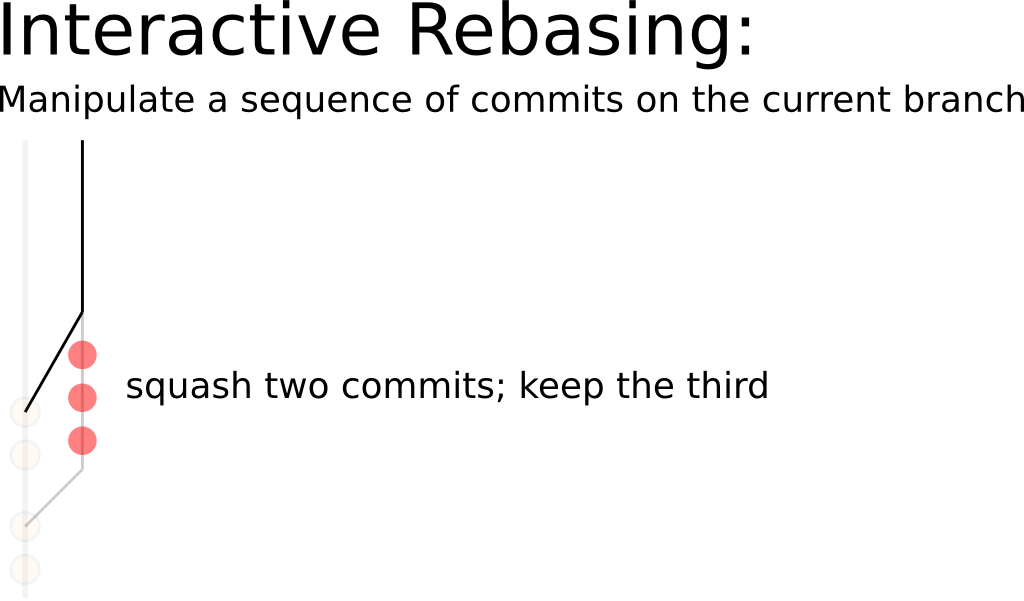 Interactive Rebasing:
Manipulate a sequence of commits on the current branch
squash two commits; keep the third